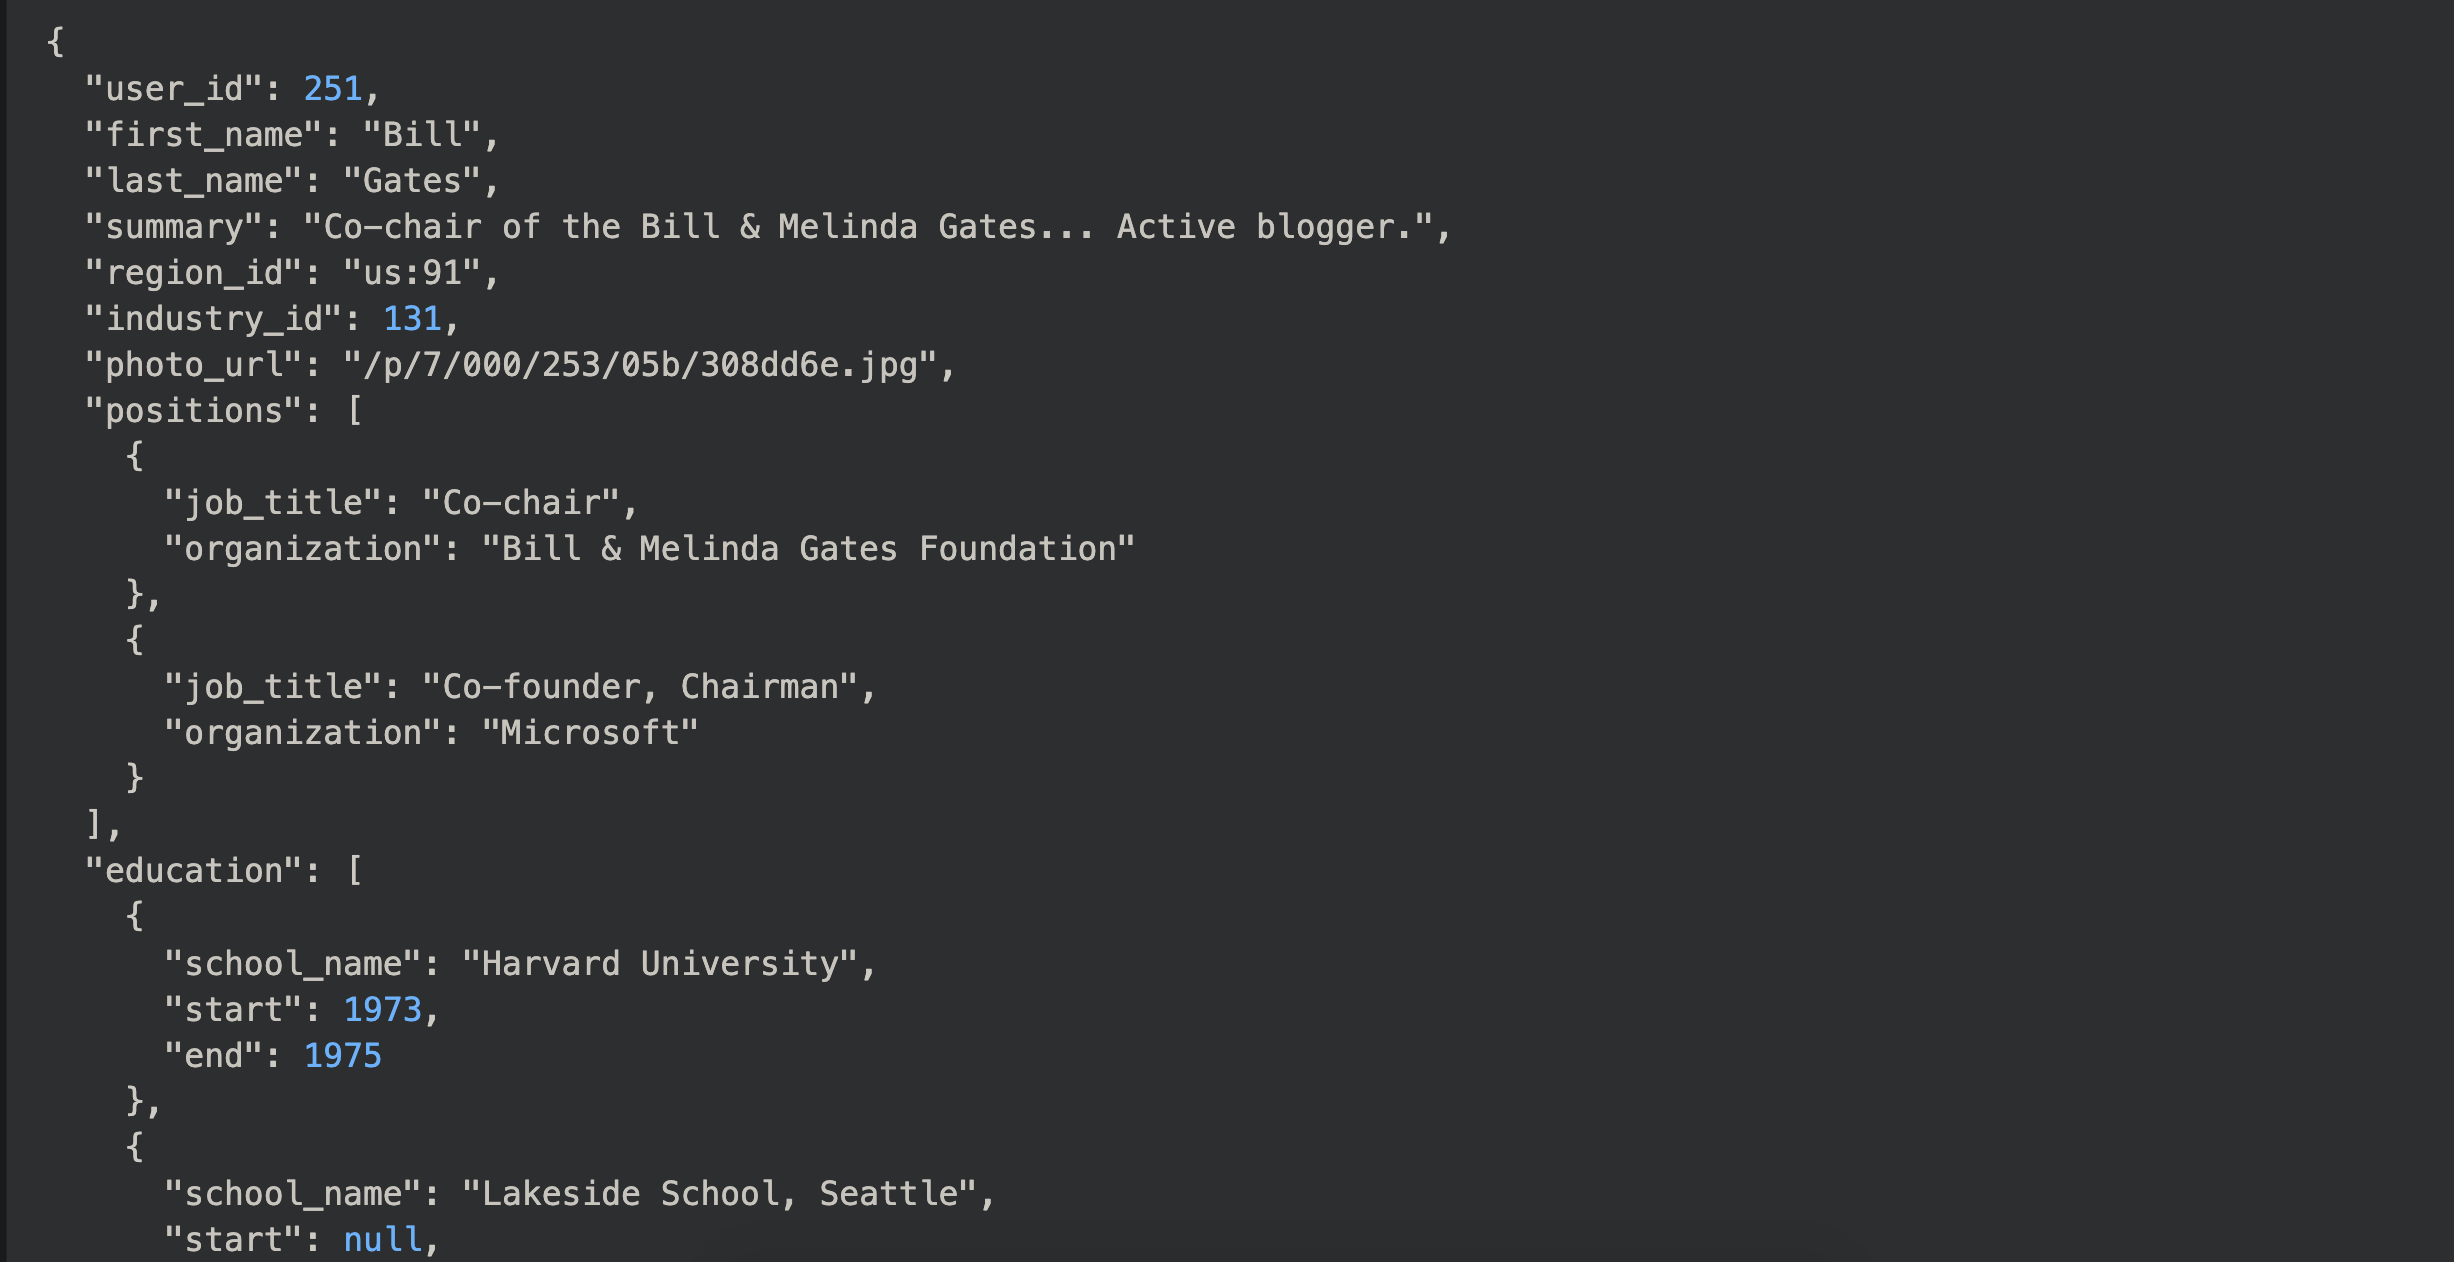 {
  "user_id": 251,
  "first_name": "Bill",
  "last_name": "Gates",
  "summary": "Co-chair of the Bill & Melinda Gates... Active blogger.",
  "region_id": "us:91",
  "industry_id": 131,
  "photo_url": "/p/7/000/253/05b/308dd6e.jpg",
  "positions": [
    {
      "job_title": "Co-chair",
      "organization": "Bill & Melinda Gates Foundation"
    },
    {
      "job_title": "Co-founder, Chairman",
      "organization": "Microsoft"
    }
  ],
  "education": [
    {
      "school_name": "Harvard University",
      "start": 1973,
      "end": 1975
    },
    {
      "school_name": "Lakeside School, Seattle",
      "start": null,